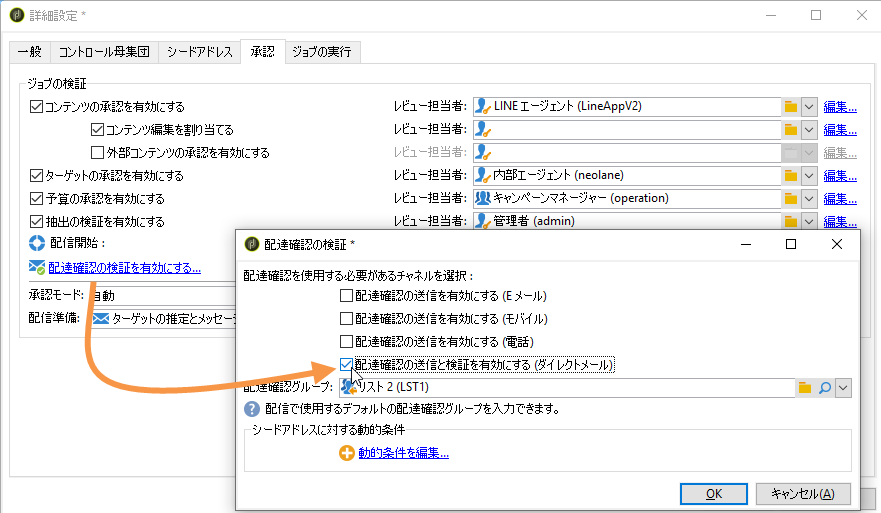 詳細設定 *
一般
コントロール母集団
シードアドレス
承認
ジョブの実行
ジョブの検証
コンテンツの承認を有効にする
レビュー担当者:
LINEエージェント (LineAppV2)
編集...
コンテンツ編集を割り当てる
レビュー担当者:
編集...
外部コンテンツの承認を有効にする
レビュー担当者:
編集...
ターゲットの承認を有効にする
レビュー担当者:
内部エージェント (neolane)
編集...
予算の承認を有効にする
レビュー担当者:
キャンペーンマネージャー (operation)
編集...
抽出の検証を有効にする
レビュー担当者:
管理者 (admin)
編集...
配信開始 :
配達確認の検証を有効にする...
承認モード:
自動
配信準備:
ターゲットの推定とメッセー
配達確認の検証 *
配達確認を使用する必要があるチャネルを選択 :
配達確認の送信を有効にする (Eメール)
配達確認の送信を有効にする (モバイル)
配達確認の送信を有効にする (電話)
配達確認の送信と検証を有効にする (ダイレクトメール)
配達確認グループ:
リスト 2 (LST1)
配信で使用するデフォルトの配達確認グループを入力できます。
シードアドレスに対する動的条件
動的条件を編集...
OK
キャンセル(A)